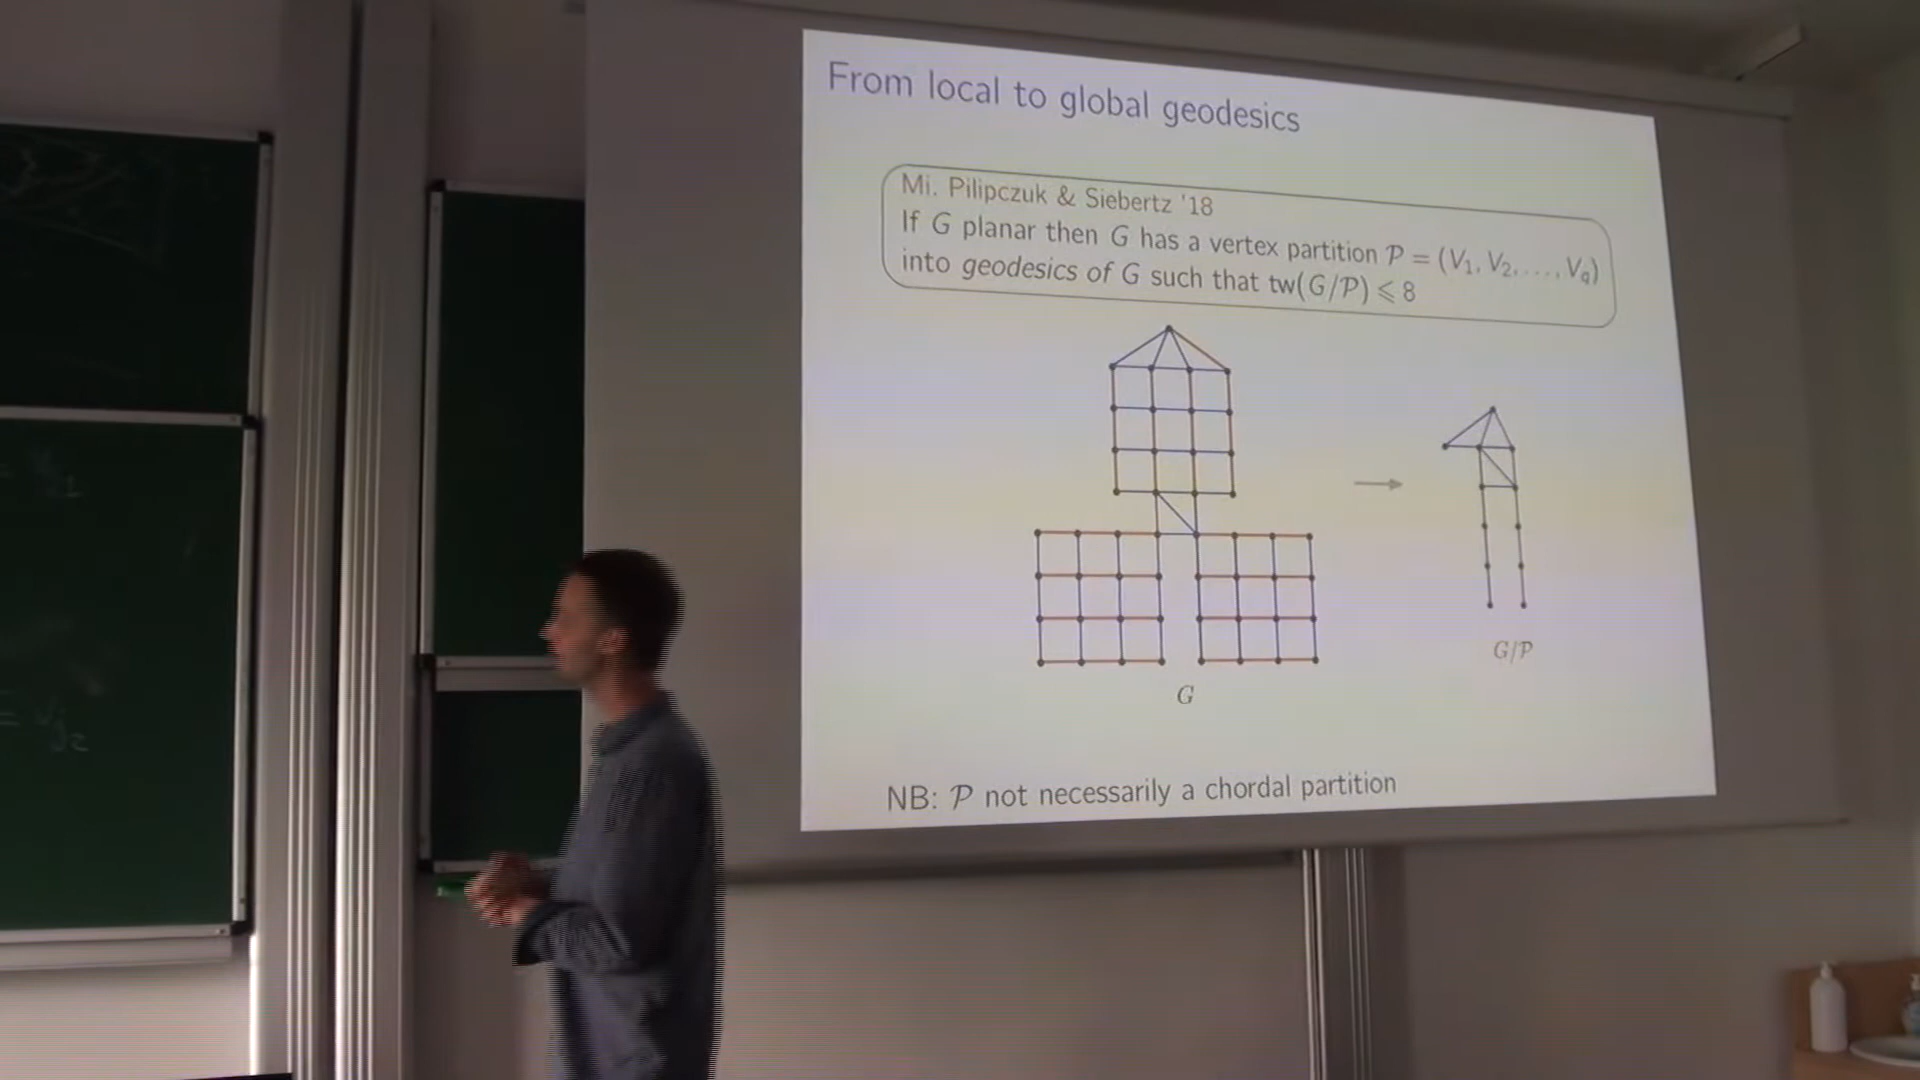 From local to global geodesics
Mi. Pilipczuk & Siebertz '18
If G planar then G has a vertex partition 𝒫 = (V₁, V₂, . . . , V_q)
into geodesics of G such that tw(G/𝒫) ⩽ 8
G/𝒫
G
NB: 𝒫 not necessarily a chordal partition